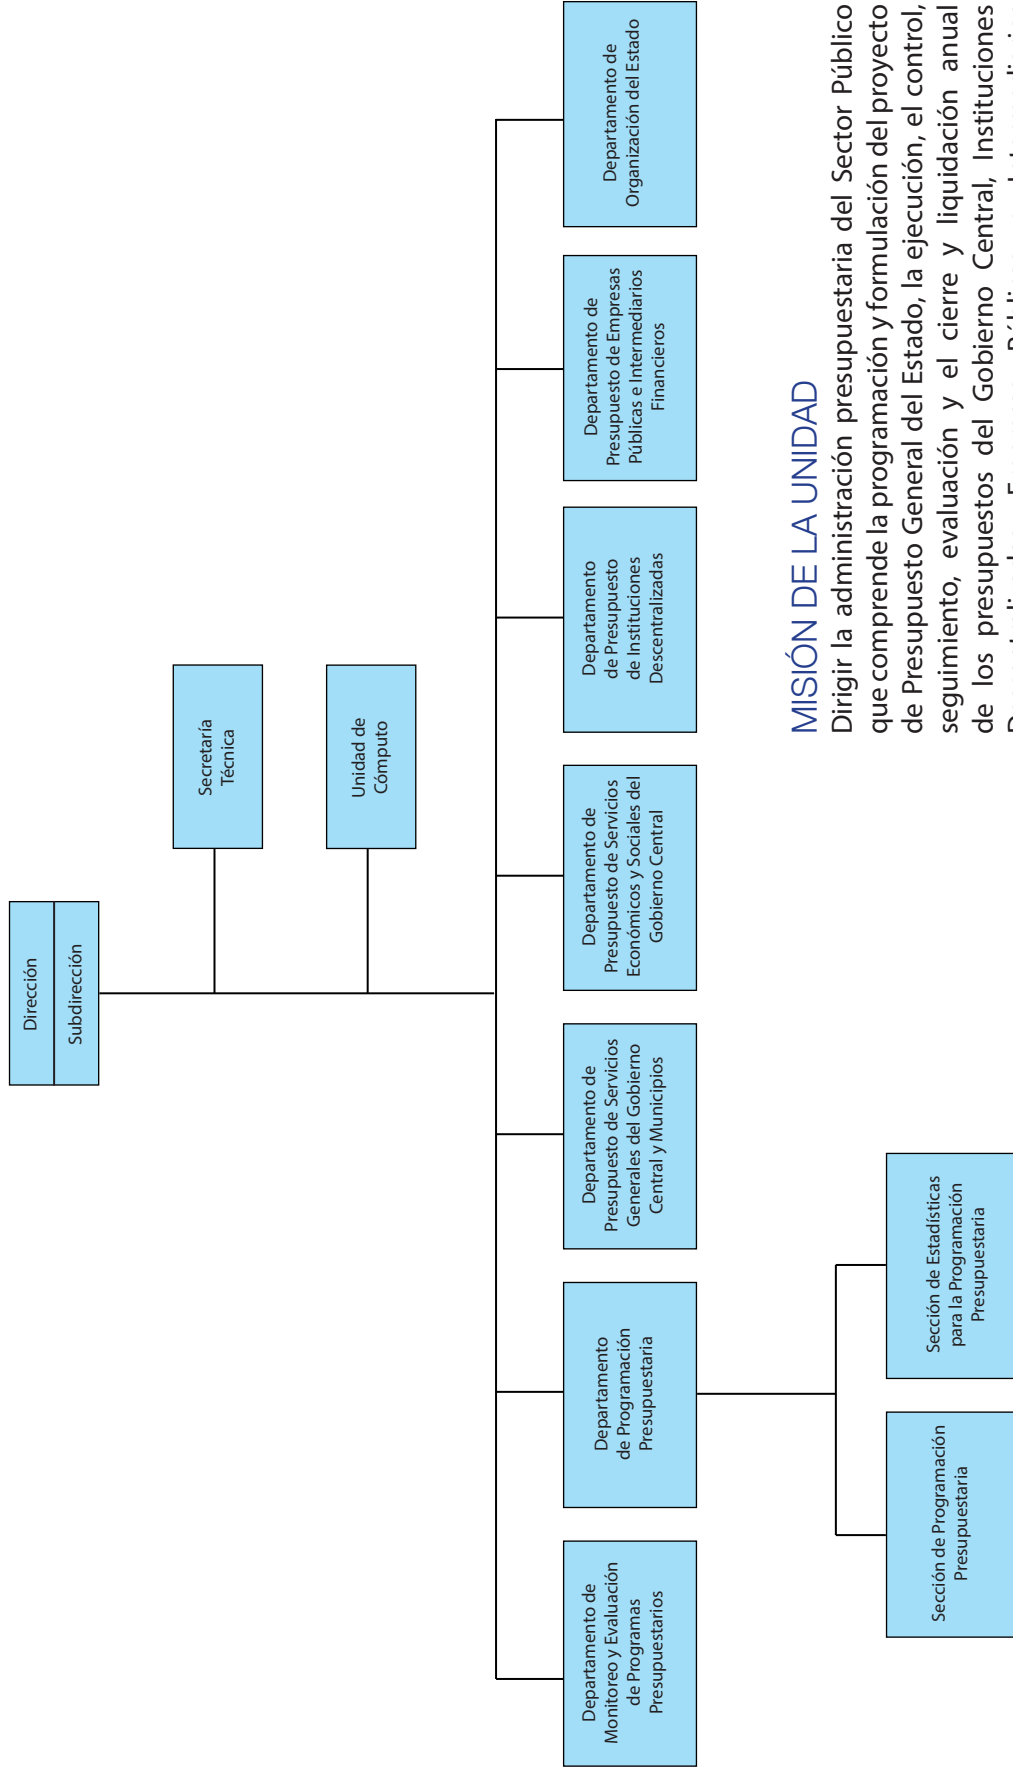 Dirección
Subdirección
Secretaría
Técnica
Unidad de
Cómputo
Departamento de
Monitoreo y Evaluación
de Programas
Presupuestarios
Departamento
de Programación
Presupuestaria
Departamento de
Presupuesto de Servicios
Generales del Gobierno
Central y Municipios
Departamento de
Presupuesto de Servicios
Económicos y Sociales del
Gobierno Central
Departamento
de Presupuesto
de Instituciones
Descentralizadas
Departamento de
Presupuesto de Empresas
Públicas e Intermediarios
Financieros
Departamento de
Organización del Estado
Sección de Programación
Presupuestaria
Sección de Estadísticas
para la Programación
Presupuestaria
MISIÓN DE LA UNIDAD
Dirigir la administración presupuestaria del Sector Público
que comprende la programación y formulación del proyecto
de Presupuesto General del Estado, la ejecución, el control,
seguimiento, evaluación y el cierre y liquidación anual
de los presupuestos del Gobierno Central, Instituciones